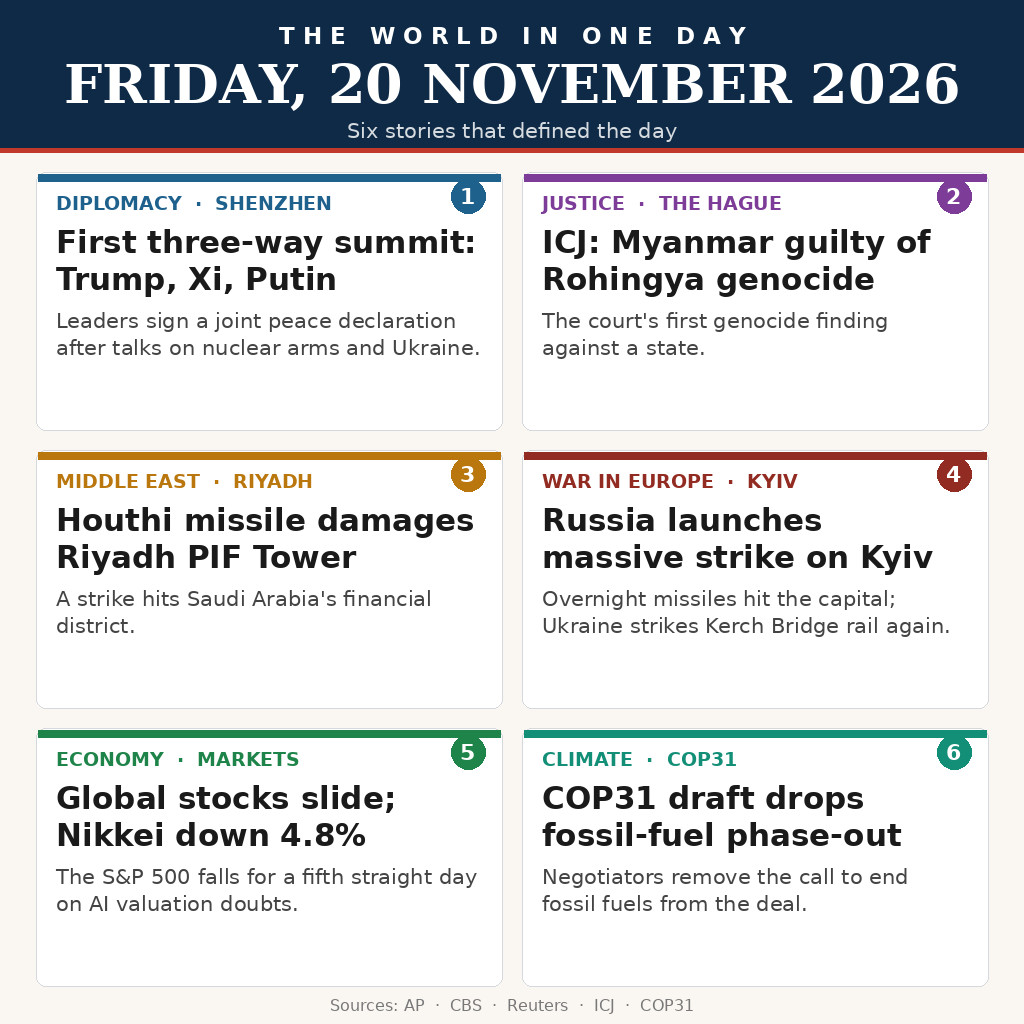 THE WORLD IN ONE DAY
FRIDAY, 20 NOVEMBER 2026
Six stories that defined the day
DIPLOMACY · SHENZHEN
1
First three-way summit:
Trump, Xi, Putin
Leaders sign a joint peace declaration
after talks on nuclear arms and Ukraine.
JUSTICE · THE HAGUE
2
ICJ: Myanmar guilty of
Rohingya genocide
The court's first genocide finding
against a state.
MIDDLE EAST · RIYADH
3
Houthi missile damages
Riyadh PIF Tower
A strike hits Saudi Arabia's financial
district.
WAR IN EUROPE · KYIV
4
Russia launches
massive strike on Kyiv
Overnight missiles hit the capital;
Ukraine strikes Kerch Bridge rail again.
ECONOMY · MARKETS
5
Global stocks slide;
Nikkei down 4.8%
The S&P 500 falls for a fifth straight day
on AI valuation doubts.
CLIMATE · COP31
6
COP31 draft drops
fossil-fuel phase-out
Negotiators remove the call to end
fossil fuels from the deal.
Sources: AP · CBS · Reuters · ICJ · COP31